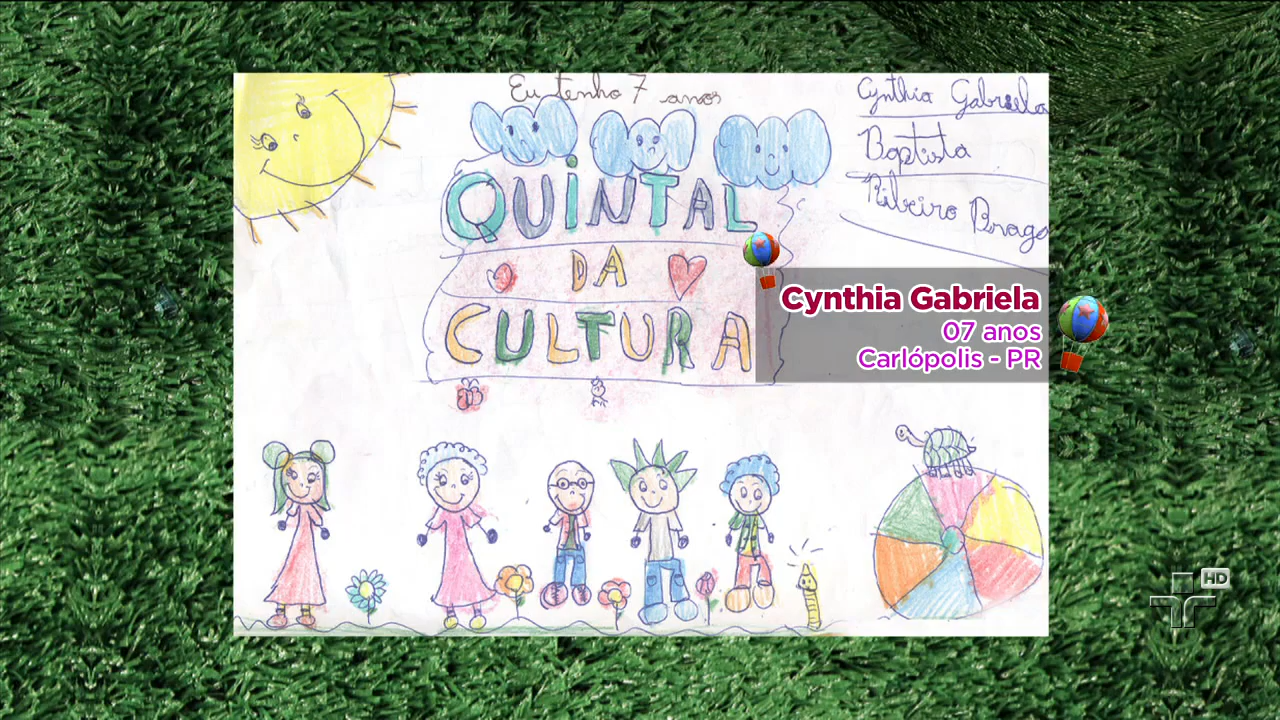 Eu tenho 7 anos
Cynthia Gabriela
Baptista
Ribeiro Braga
QUINTAL
DA
CULTURA
Cynthia Gabriela
07 anos
Carlópolis - PR
HD